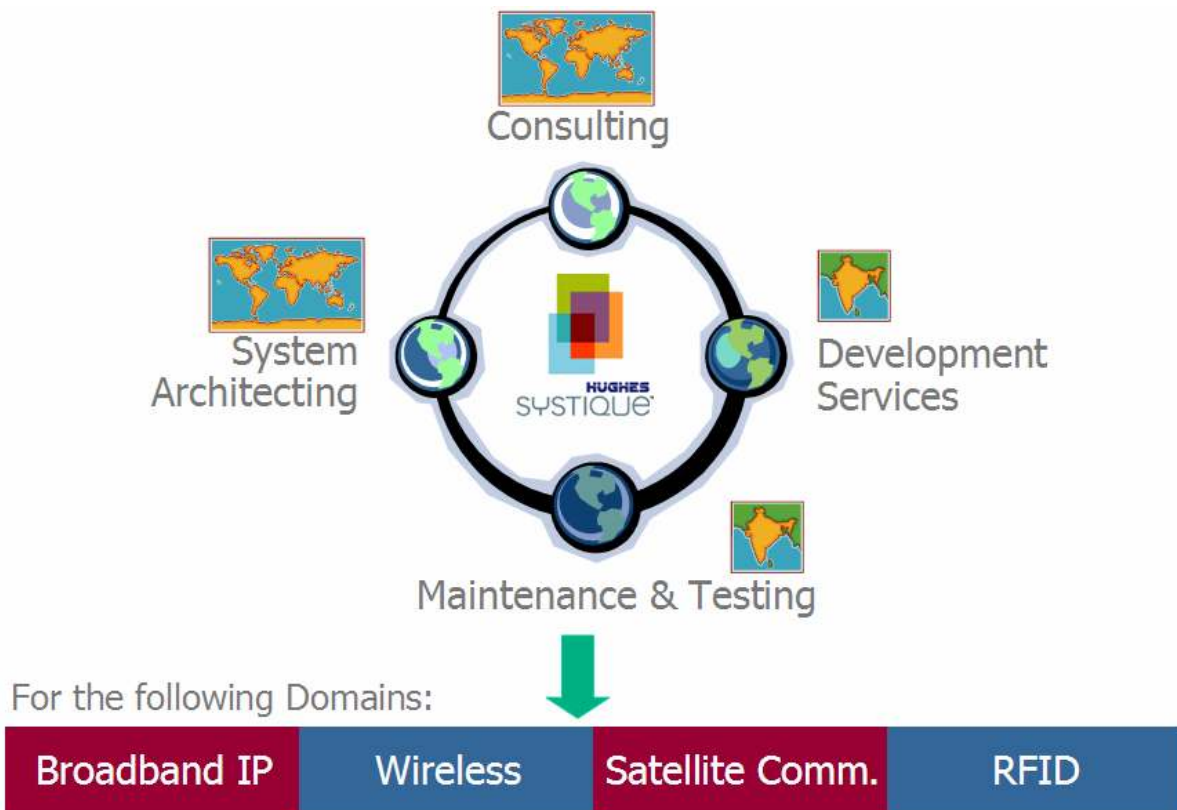 Consulting
System
Architecting
HUGHES
SYSTIQUE
Development
Services
Maintenance & Testing
For the following Domains:
Broadband IP
Wireless
Satellite Comm.
RFID